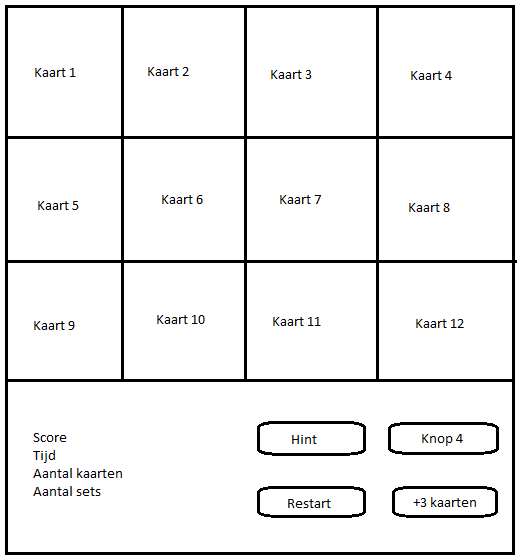 Kaart 1
Kaart 2
Kaart 3
Kaart 4
Kaart 5
Kaart 6
Kaart 7
Kaart 8
Kaart 9
Kaart 10
Kaart 11
Kaart 12
Score
Tijd
Aantal kaarten
Aantal sets
Hint
Knop 4
Restart
+3 kaarten